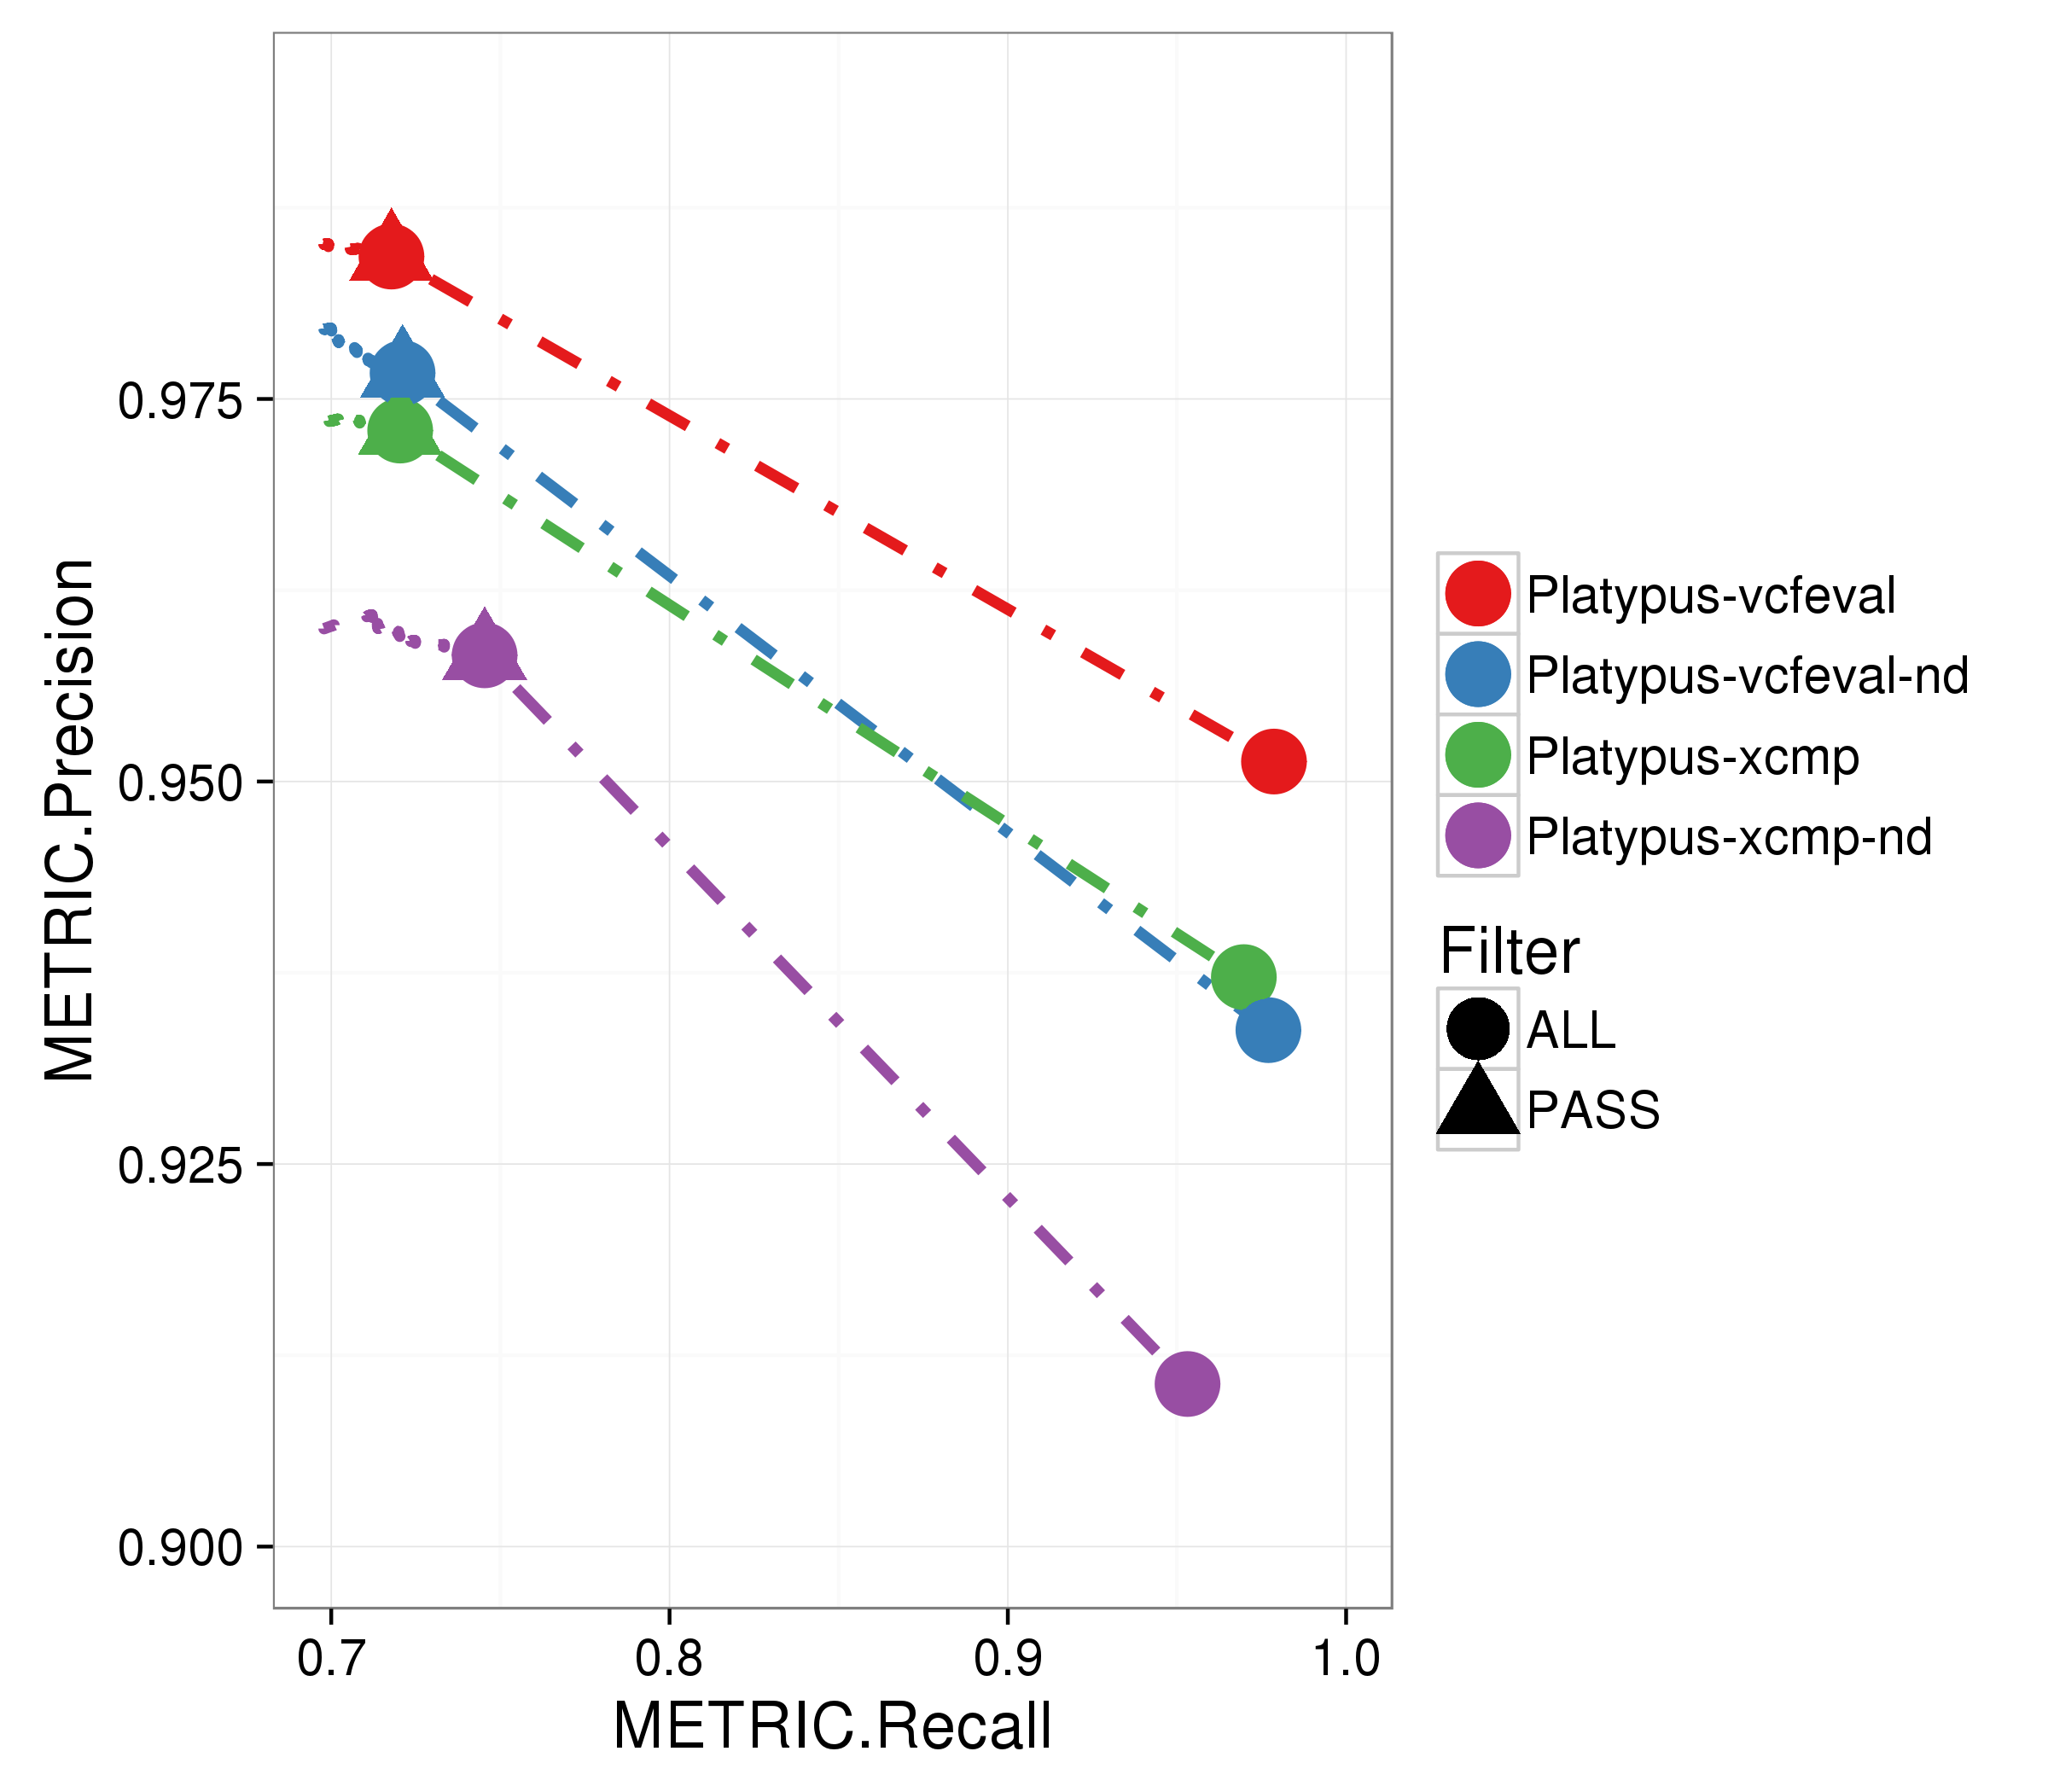 METRIC.Precision
0.975
0.950
0.925
0.900
0.7 0.8 0.9 1.0
METRIC.Recall
Platypus-vcfeval
Platypus-vcfeval-nd
Platypus-xcmp
Platypus-xcmp-nd
Filter
ALL
PASS